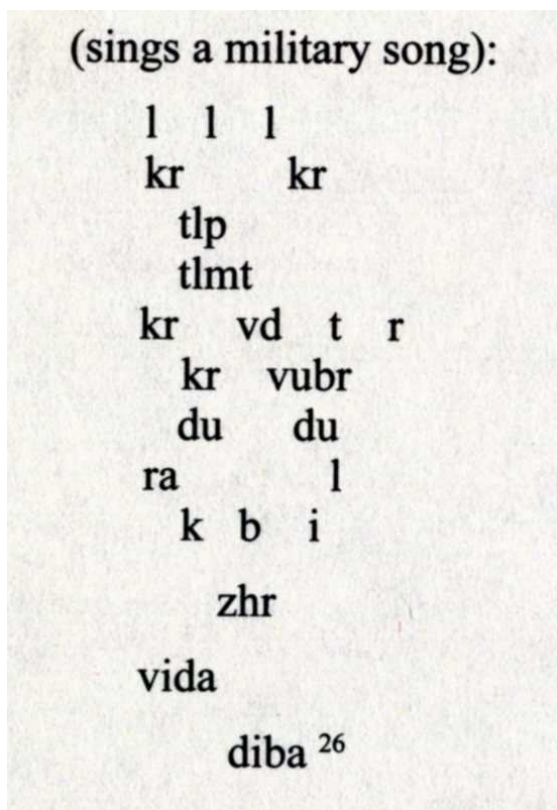 (sings a military song):
l l l
kr kr
tlp
tlmt
kr vd t r
kr vubr
du du
ra l
k b i
zhr
vida
diba 26